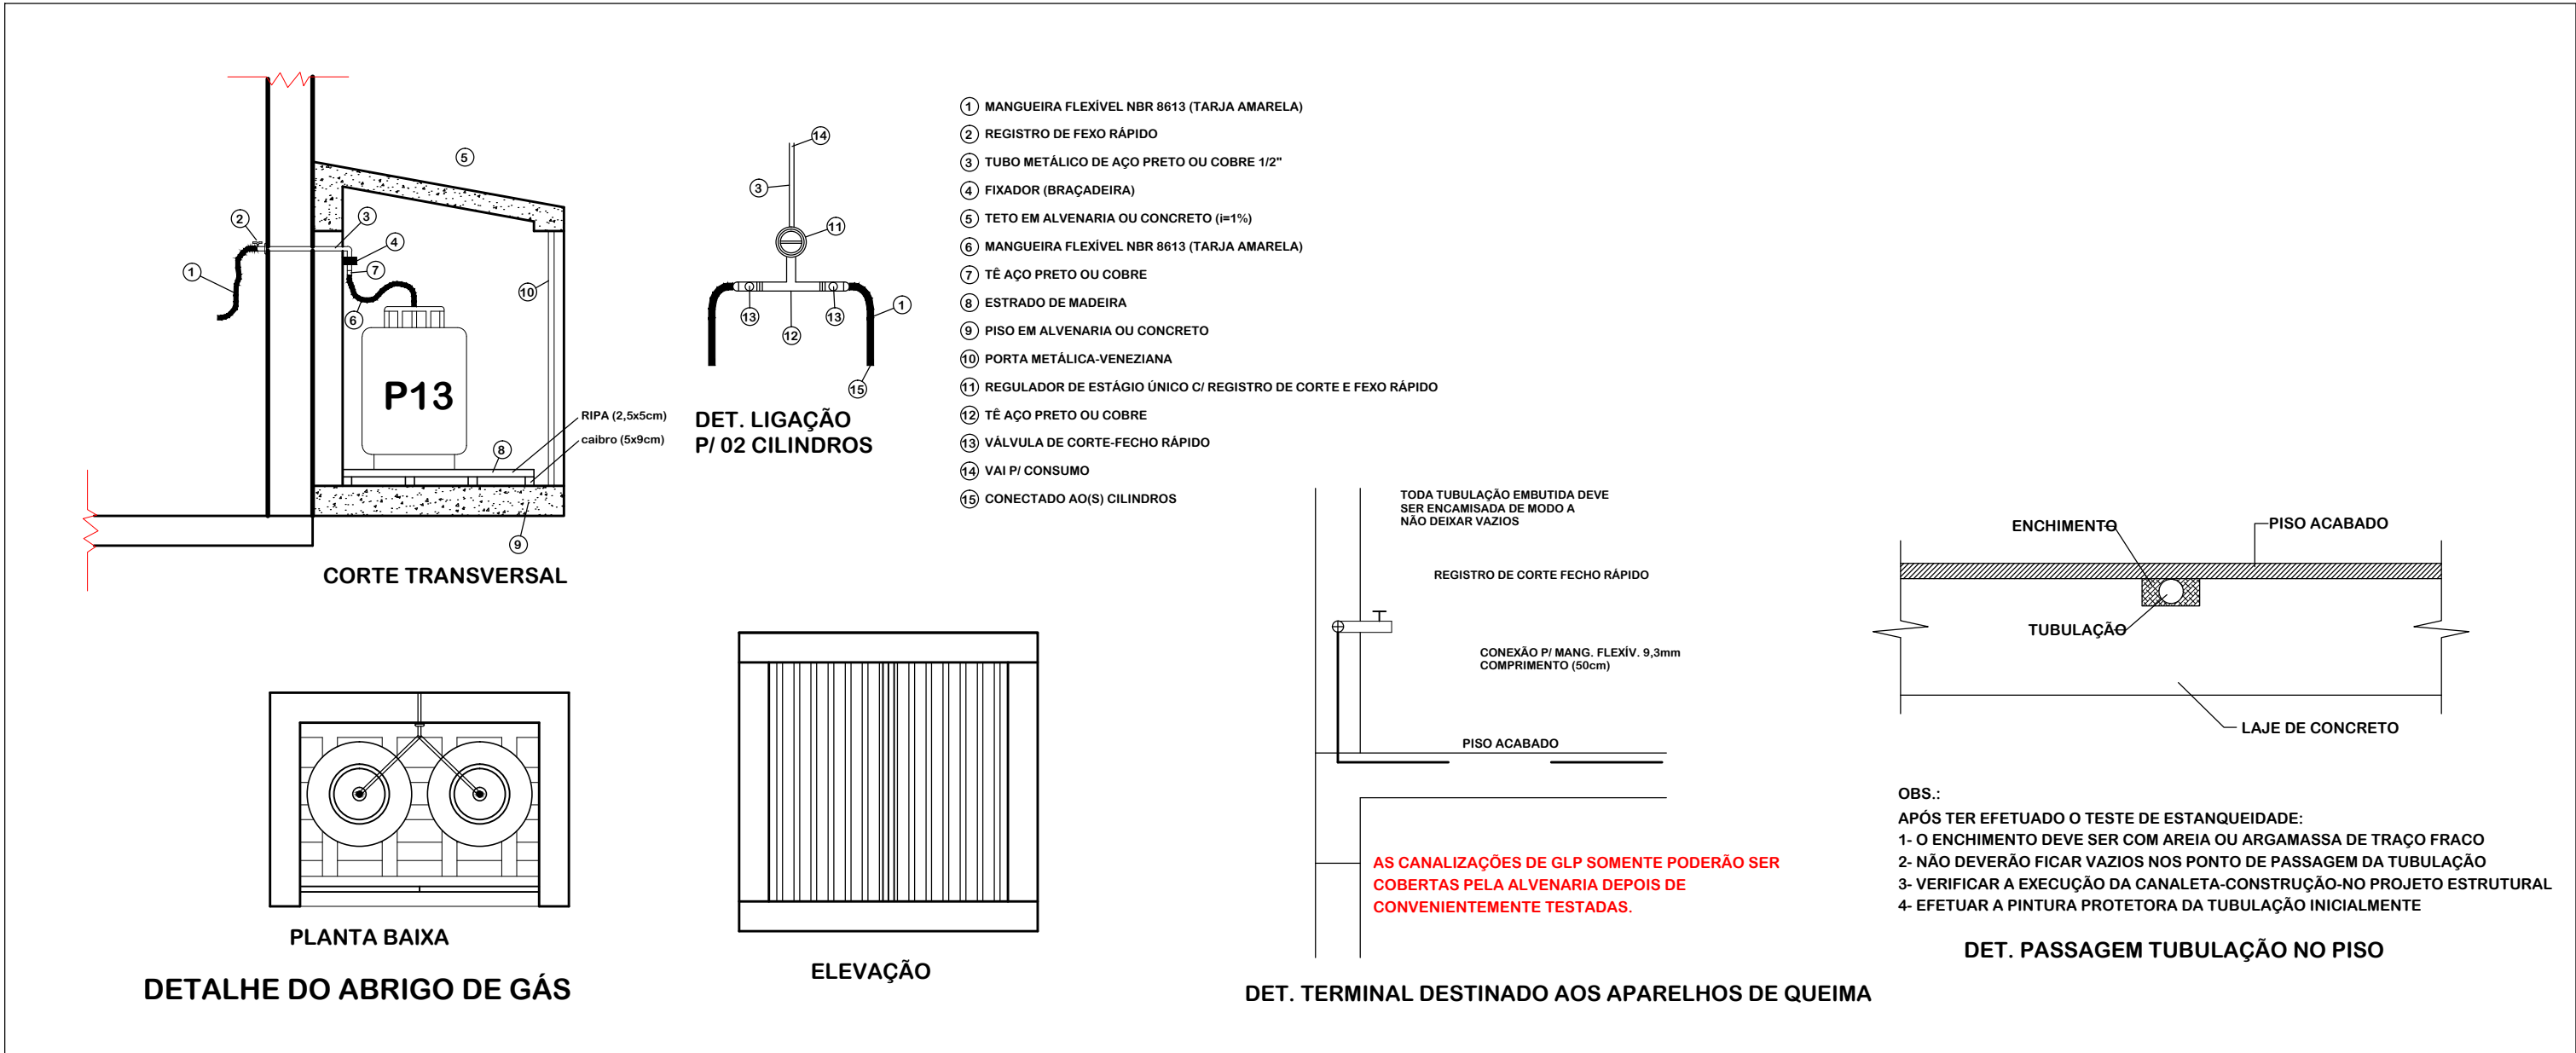 5
2
3
4
1
7
10
6
P13
RIPA (2,5x5cm)
caibro (5x9cm)
8
9
CORTE TRANSVERSAL
14
3
11
1
13
13
12
15
DET. LIGAÇÃO
P/ 02 CILINDROS
1 MANGUEIRA FLEXÍVEL NBR 8613 (TARJA AMARELA)
2 REGISTRO DE FEXO RÁPIDO
3 TUBO METÁLICO DE AÇO PRETO OU COBRE 1/2"
4 FIXADOR (BRAÇADEIRA)
5 TETO EM ALVENARIA OU CONCRETO (i=1%)
6 MANGUEIRA FLEXÍVEL NBR 8613 (TARJA AMARELA)
7 TÊ AÇO PRETO OU COBRE
8 ESTRADO DE MADEIRA
9 PISO EM ALVENARIA OU CONCRETO
10 PORTA METÁLICA-VENEZIANA
11 REGULADOR DE ESTÁGIO ÚNICO C/ REGISTRO DE CORTE E FEXO RÁPIDO
12 TÊ AÇO PRETO OU COBRE
13 VÁLVULA DE CORTE-FECHO RÁPIDO
14 VAI P/ CONSUMO
15 CONECTADO AO(S) CILINDROS
PLANTA BAIXA
DETALHE DO ABRIGO DE GÁS
ELEVAÇÃO
TODA TUBULAÇÃO EMBUTIDA DEVE
SER ENCAMISADA DE MODO A
NÃO DEIXAR VAZIOS
REGISTRO DE CORTE FECHO RÁPIDO
CONEXÃO P/ MANG. FLEXÍV. 9,3mm
COMPRIMENTO (50cm)
PISO ACABADO
AS CANALIZAÇÕES DE GLP SOMENTE PODERÃO SER
COBERTAS PELA ALVENARIA DEPOIS DE
CONVENIENTEMENTE TESTADAS.
DET. TERMINAL DESTINADO AOS APARELHOS DE QUEIMA
ENCHIMENTO
PISO ACABADO
TUBULAÇÃO
LAJE DE CONCRETO
OBS.:
APÓS TER EFETUADO O TESTE DE ESTANQUEIDADE:
1- O ENCHIMENTO DEVE SER COM AREIA OU ARGAMASSA DE TRAÇO FRACO
2- NÃO DEVERÃO FICAR VAZIOS NOS PONTO DE PASSAGEM DA TUBULAÇÃO
3- VERIFICAR A EXECUÇÃO DA CANALETA-CONSTRUÇÃO-NO PROJETO ESTRUTURAL
4- EFETUAR A PINTURA PROTETORA DA TUBULAÇÃO INICIALMENTE
DET. PASSAGEM TUBULAÇÃO NO PISO